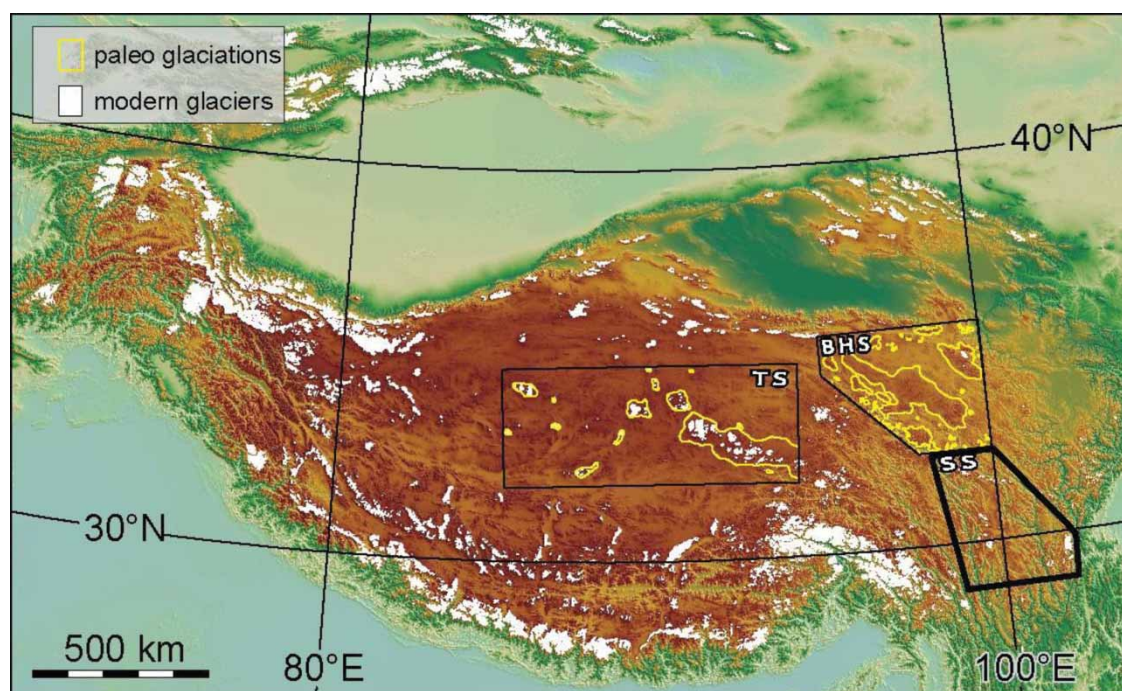 paleo glaciations
modern glaciers
40°N
BHS
TS
SS
30°N
500 km
80°E
100°E